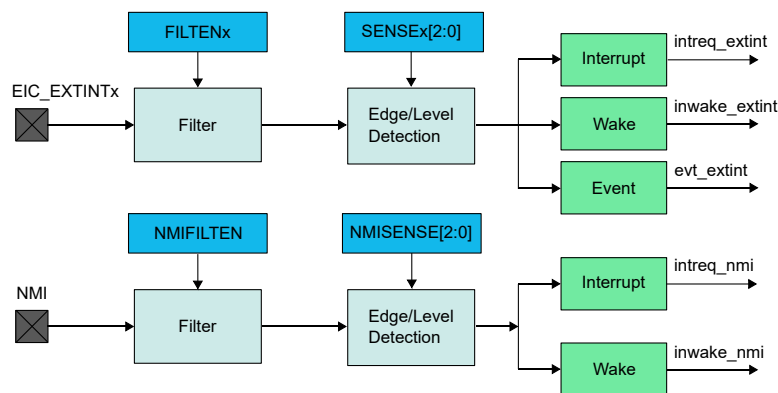 FILTENx
SENSEx[2:0]
intreq_extint
EIC_EXTINTx
Interrupt
Filter
Edge/Level
Detection
inwake_extint
Wake
evt_extint
Event
NMIFILTEN
NMISENSE[2:0]
intreq_nmi
NMI
Interrupt
Filter
Edge/Level
Detection
inwake_nmi
Wake